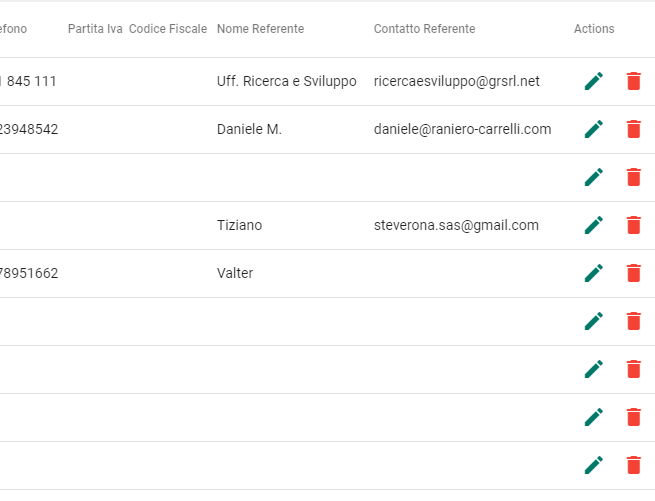 efono Partita Iva Codice Fiscale Nome Referente Contatto Referente Actions
845 111 Uff. Ricerca e Sviluppo ricercaesviluppo@grsrl.net
23948542 Daniele M. daniele@raniero-carrelli.com
Tiziano steverona.sas@gmail.com
78951662 Valter